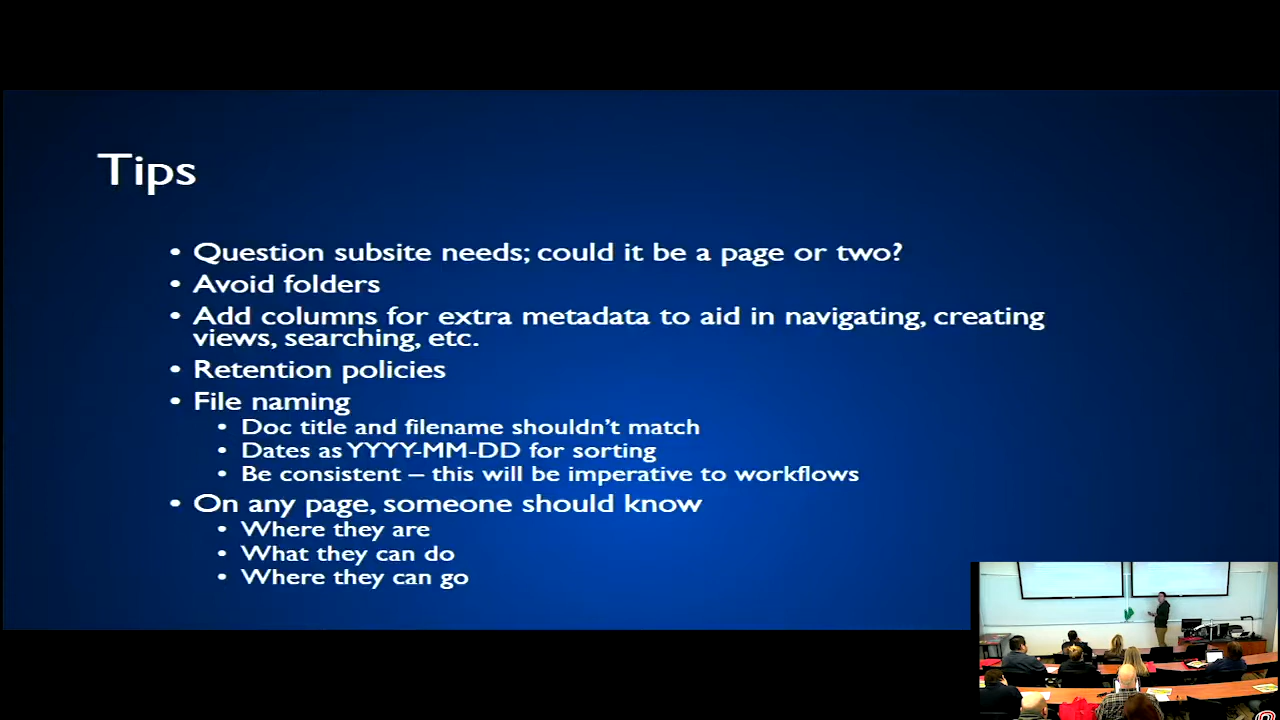 Tips
• Question subsite needs; could it be a page or two?
• Avoid folders
• Add columns for extra metadata to aid in navigating, creating
views, searching, etc.
• Retention policies
• File naming
• Doc title and filename shouldn't match
• Dates as YYYY-MM-DD for sorting
• Be consistent – this will be imperative to workflows
• On any page, someone should know
• Where they are
• What they can do
• Where they can go